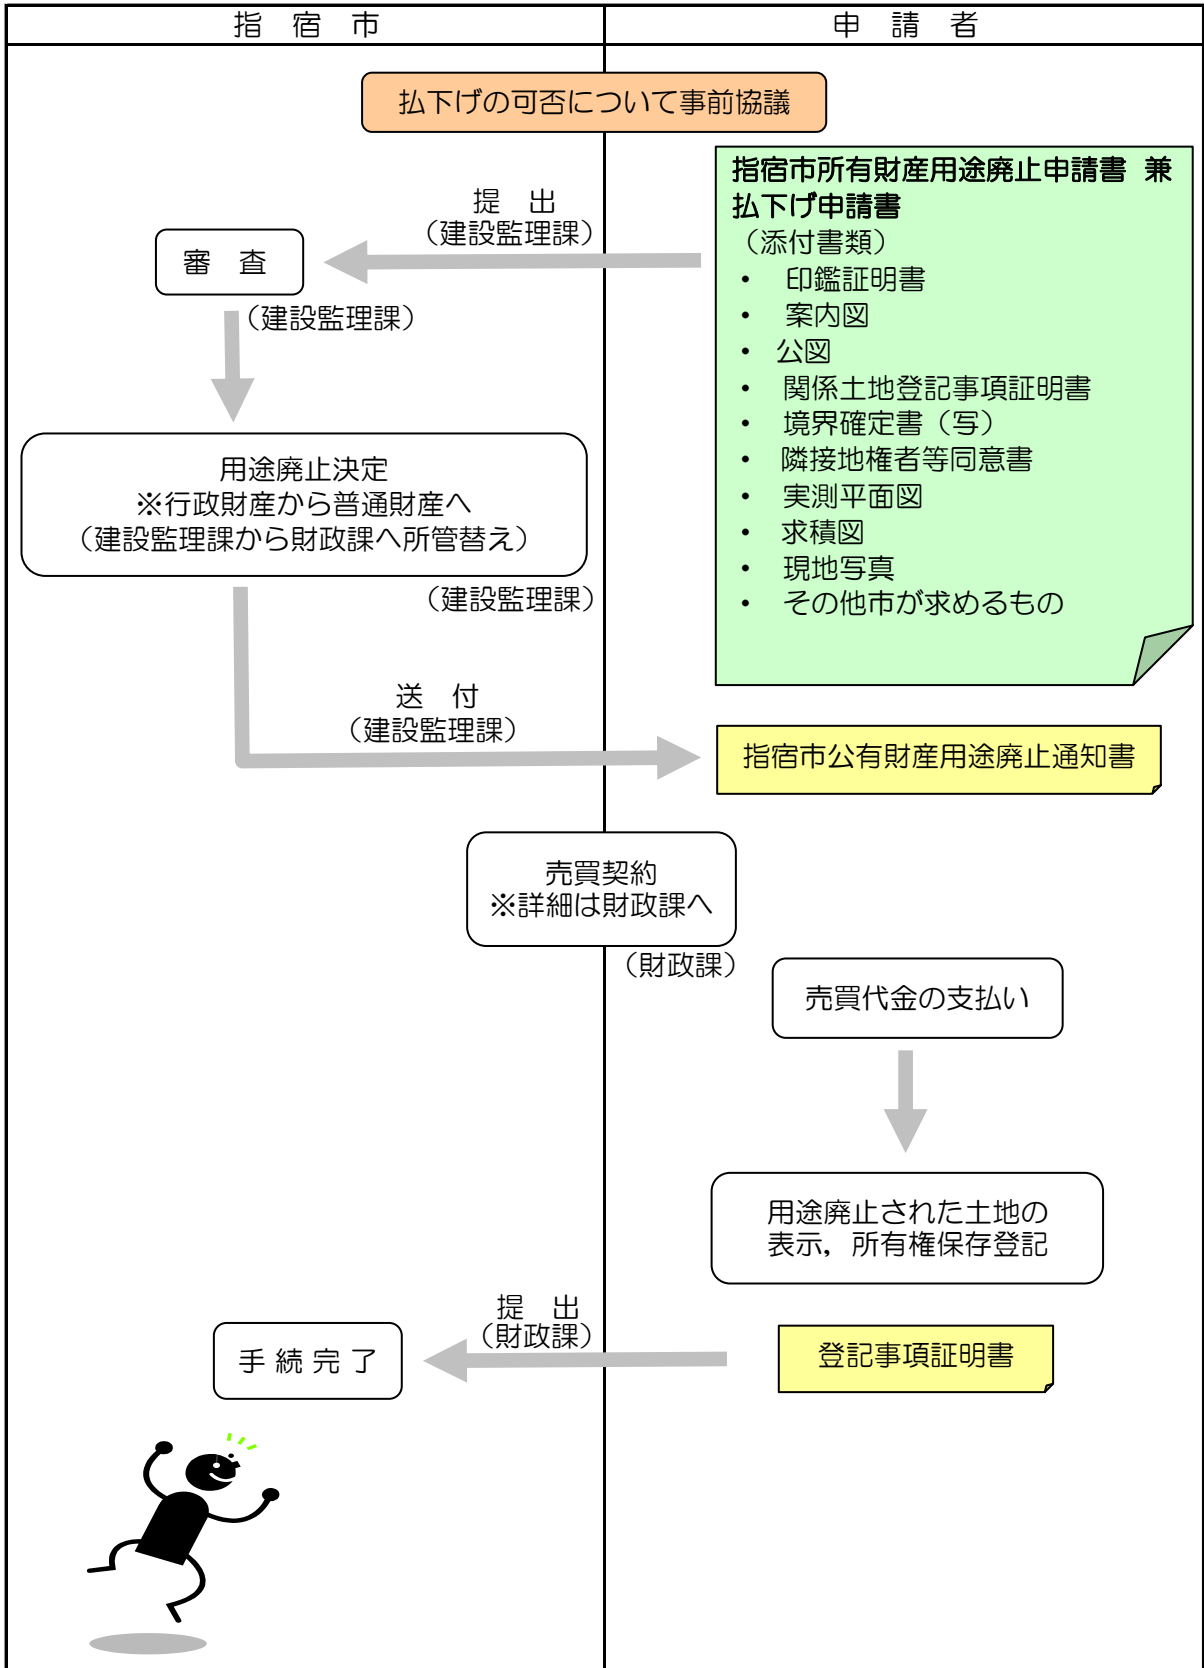 指　宿　市
申　請　者
払下げの可否について事前協議
指宿市所有財産用途廃止申請書　兼
払下げ申請書
（添付書類）
・　印鑑証明書
・　案内図
・　公図
・　関係土地登記事項証明書
・　境界確定書（写）
・　隣接地権者等同意書
・　実測平面図
・　求積図
・　現地写真
・　その他市が求めるもの
提　出
（建設監理課）
審　査
（建設監理課）
用途廃止決定
※行政財産から普通財産へ
（建設監理課から財政課へ所管替え）
（建設監理課）
送　付
（建設監理課）
指宿市公有財産用途廃止通知書
売買契約
※詳細は財政課へ
（財政課）
売買代金の支払い
用途廃止された土地の
表示，所有権保存登記
提　出
（財政課）
登記事項証明書
手 続 完 了